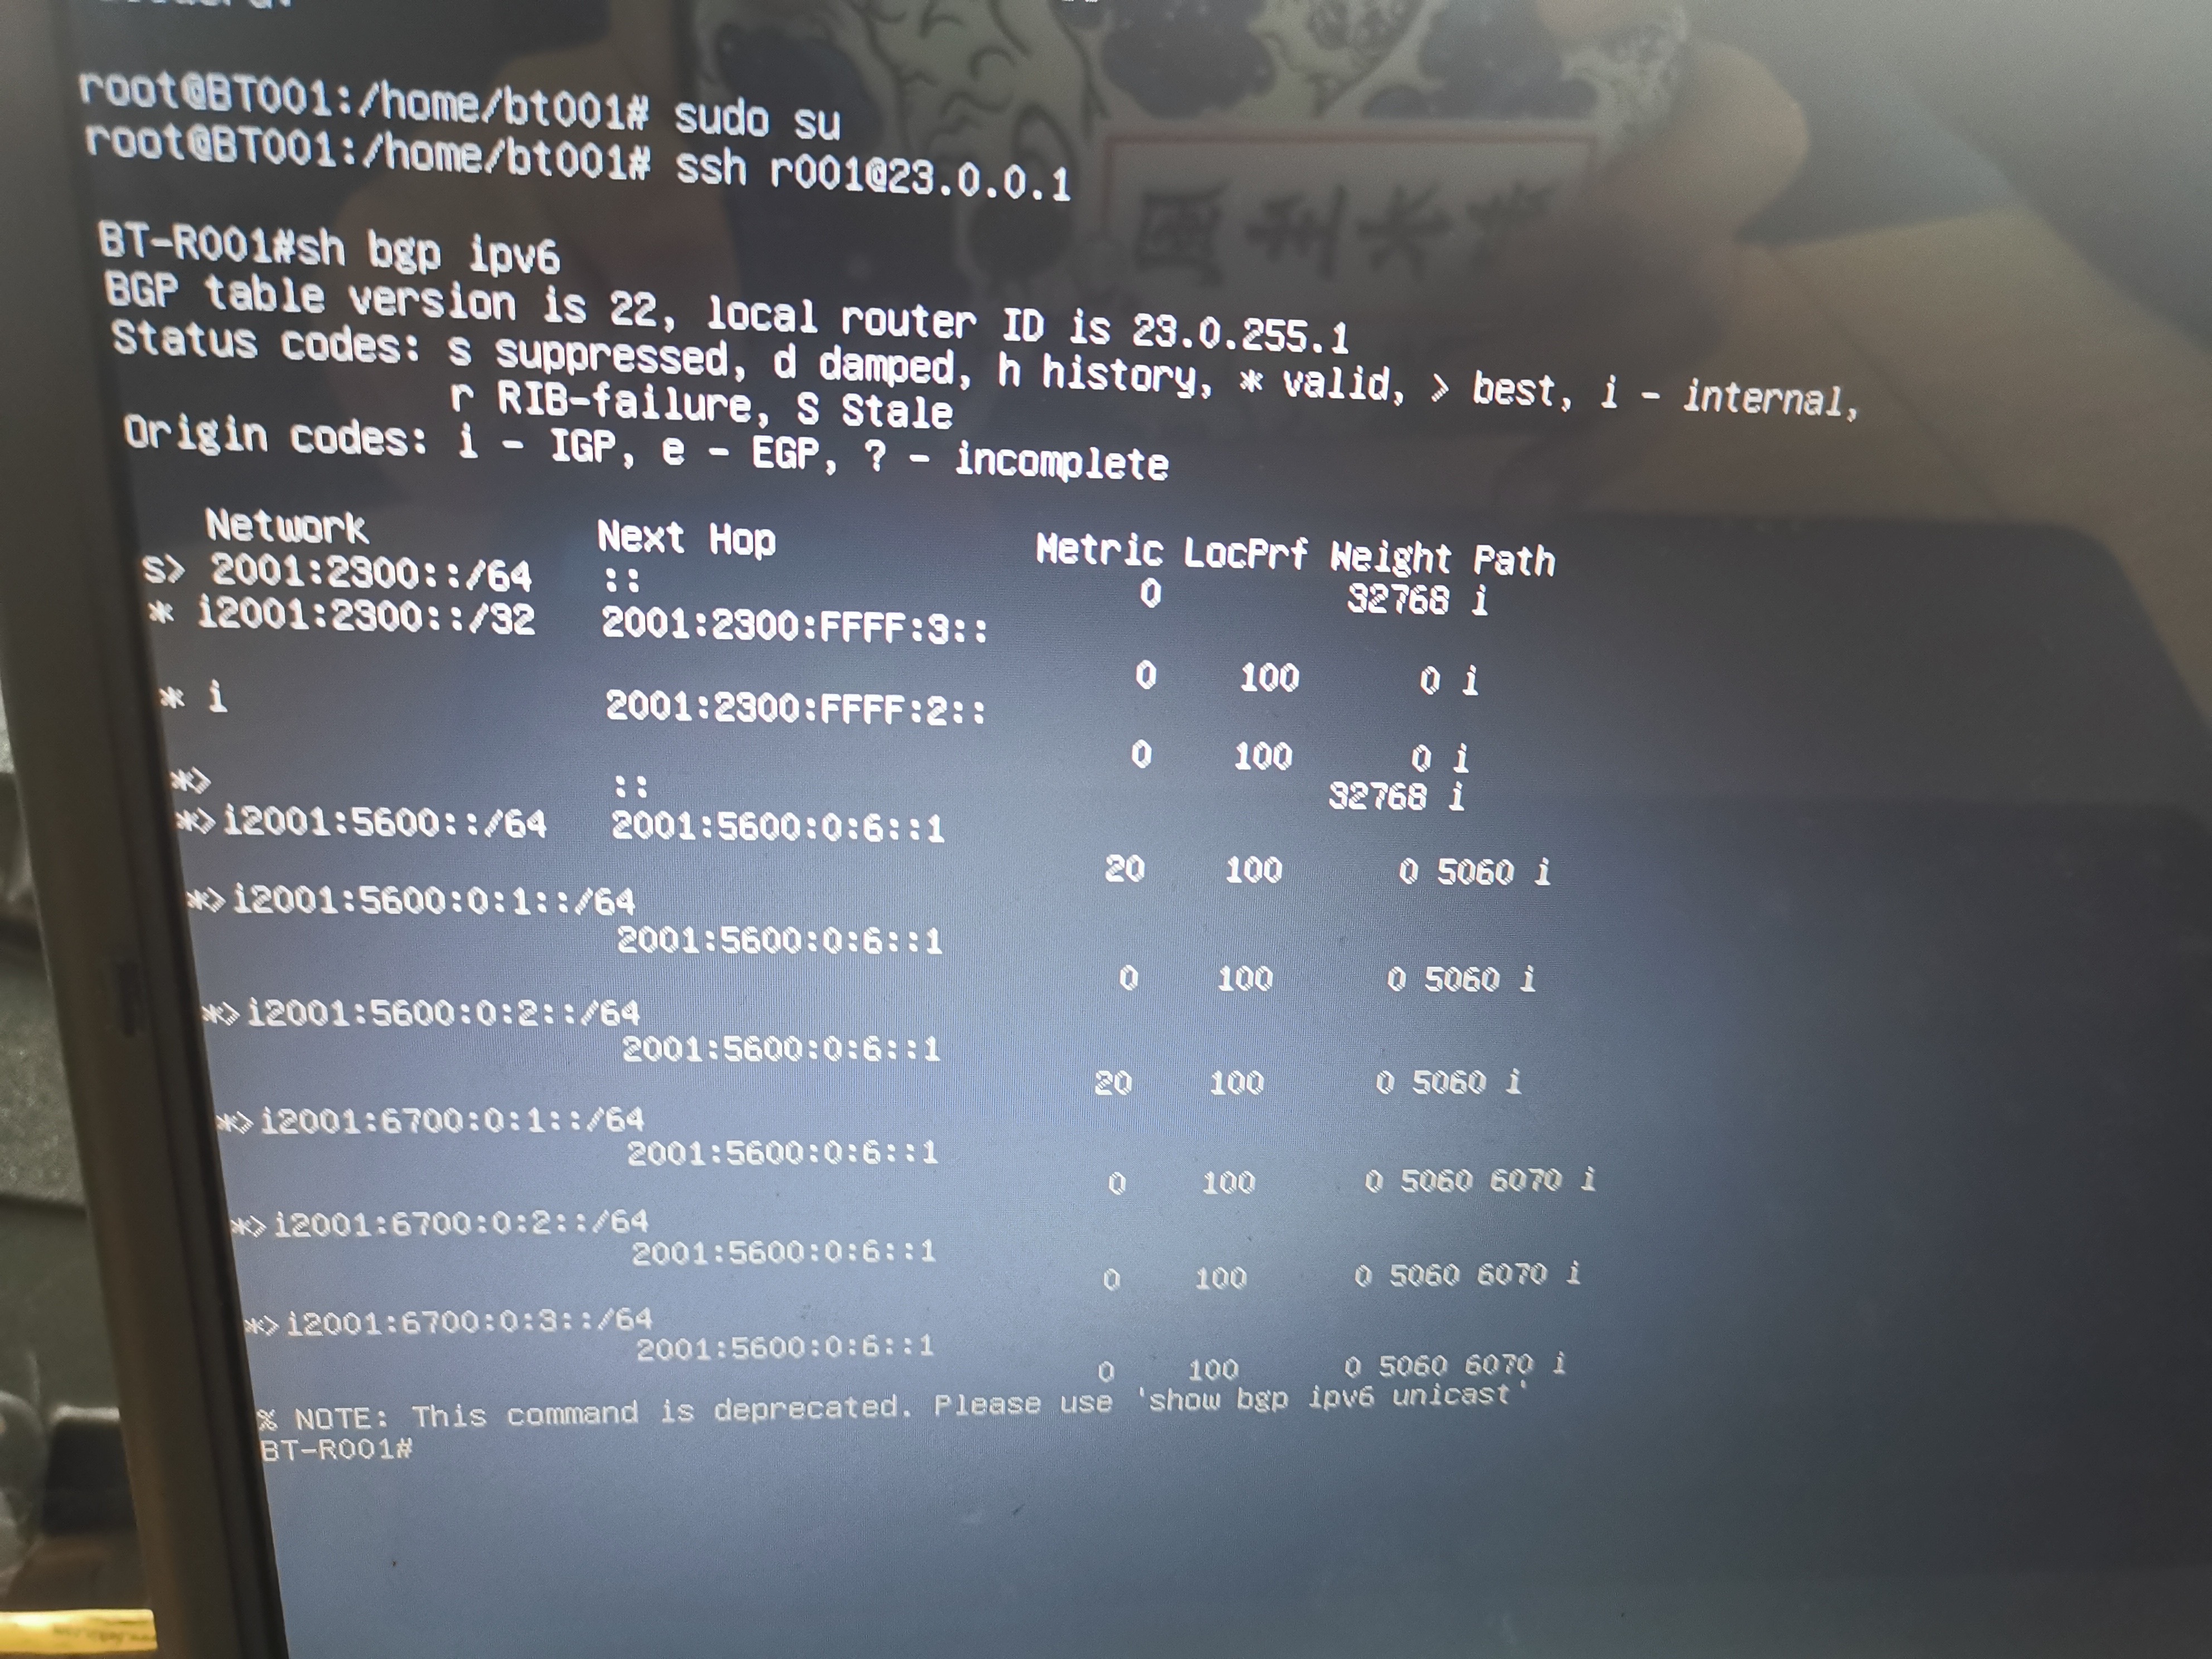 root@BT001:/home/bt001# sudo su
root@BT001:/home/bt001# ssh r001@23.0.0.1
BT-R001#sh bgp ipv6
BGP table version is 22, local router ID is 23.0.255.1
Status codes: s suppressed, d damped, h history, * valid, > best, i - internal,
r RIB-failure, S Stale
Origin codes: i - IGP, e - EGP, ? - incomplete
Network Next Hop Metric LocPrf Weight Path
s> 2001:2300::/64 :: 0 32768 i
* i2001:2300::/32 2001:2300:FFFF:3::
0 100 0 i
* i 2001:2300:FFFF:2::
0 100 0 i
*> :: 32768 i
*>i2001:5600::/64 2001:5600:0:6::1
20 100 0 5060 i
*>i2001:5600:0:1::/64
2001:5600:0:6::1
0 100 0 5060 i
*>i2001:5600:0:2::/64
2001:5600:0:6::1
20 100 0 5060 i
*>i2001:6700:0:1::/64
2001:5600:0:6::1
0 100 0 5060 6070 i
*>i2001:6700:0:2::/64
2001:5600:0:6::1
0 100 0 5060 6070 i
*>i2001:6700:0:3::/64
2001:5600:0:6::1
0 100 0 5060 6070 i
% NOTE: This command is deprecated. Please use 'show bgp ipv6 unicast'
BT-R001#